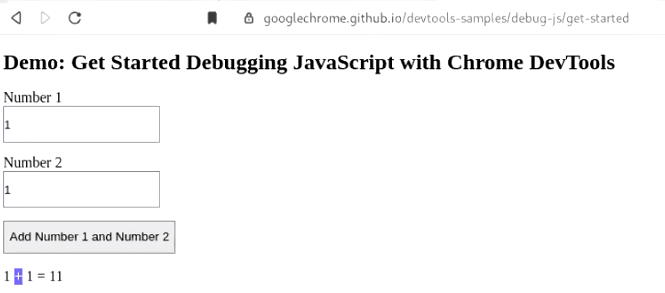 googlechrome.github.io/devtools-samples/debug-js/get-started
Demo: Get Started Debugging JavaScript with Chrome DevTools
Number 1
1
Number 2
1
Add Number 1 and Number 2
1 + 1 = 11